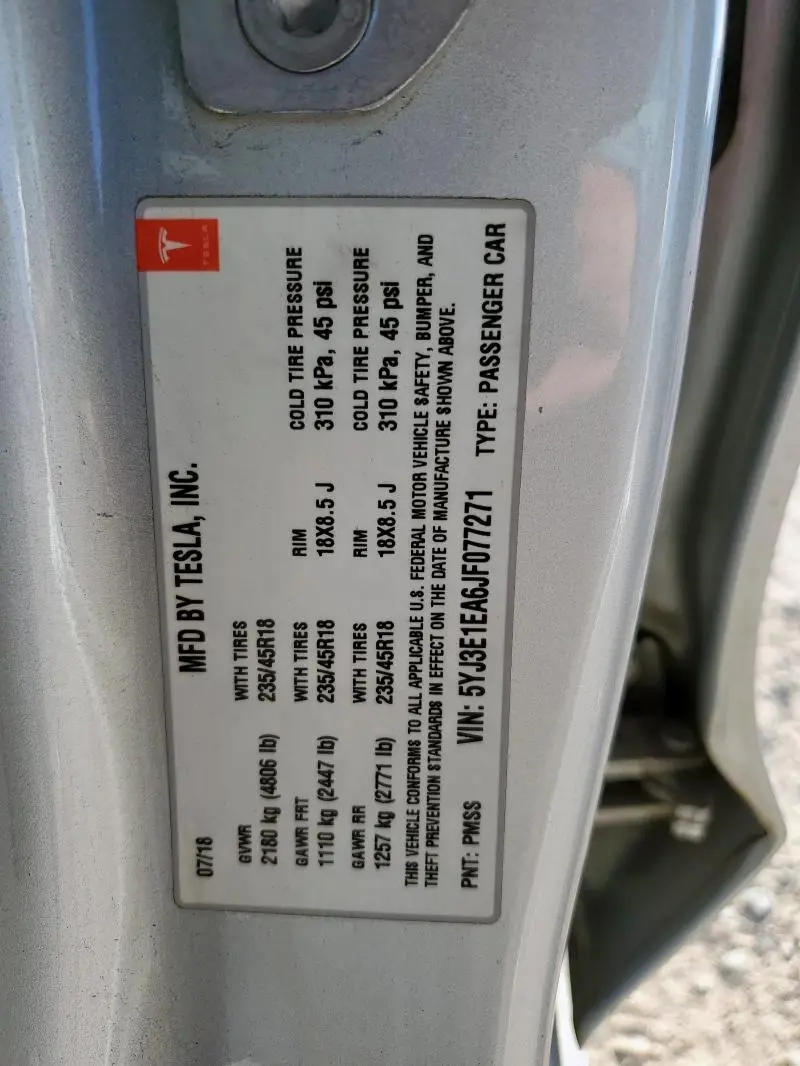 TESLA
MFD BY TESLA, INC.
07/18
GVWR WITH TIRES
2180 kg (4806 lb) 235/45R18
GAWR FRT WITH TIRES RIM COLD TIRE PRESSURE
1110 kg (2447 lb) 235/45R18 18X8.5 J 310 kPa, 45 psi
GAWR RR WITH TIRES RIM COLD TIRE PRESSURE
1257 kg (2771 lb) 235/45R18 18X8.5 J 310 kPa, 45 psi
THIS VEHICLE CONFORMS TO ALL APPLICABLE U.S. FEDERAL MOTOR VEHICLE SAFETY, BUMPER, AND
THEFT PREVENTION STANDARDS IN EFFECT ON THE DATE OF MANUFACTURE SHOWN ABOVE.
PNT: PMSS VIN: 5YJ3E1EA6JF077271 TYPE: PASSENGER CAR